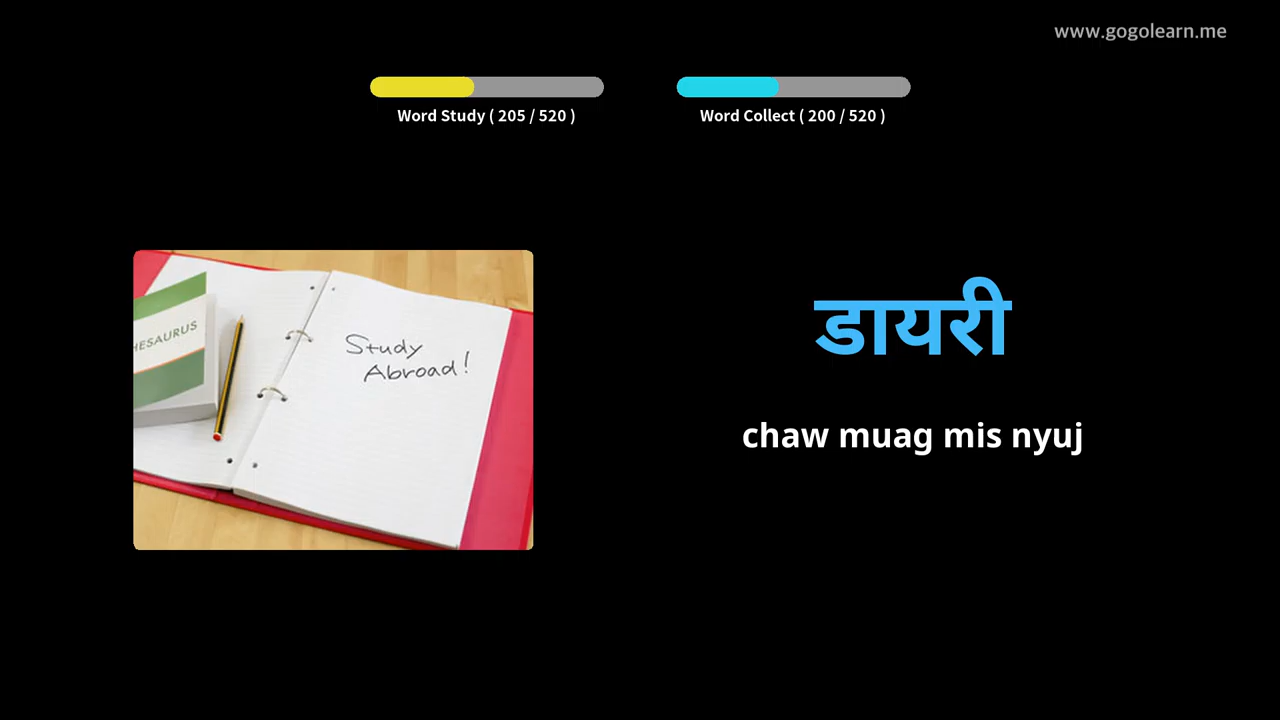 www.gogolearn.me
Word Study ( 205 / 520 )
Word Collect ( 200 / 520 )
HESAURUS
Study
Abroad!
डायरी
chaw muag mis nyuj